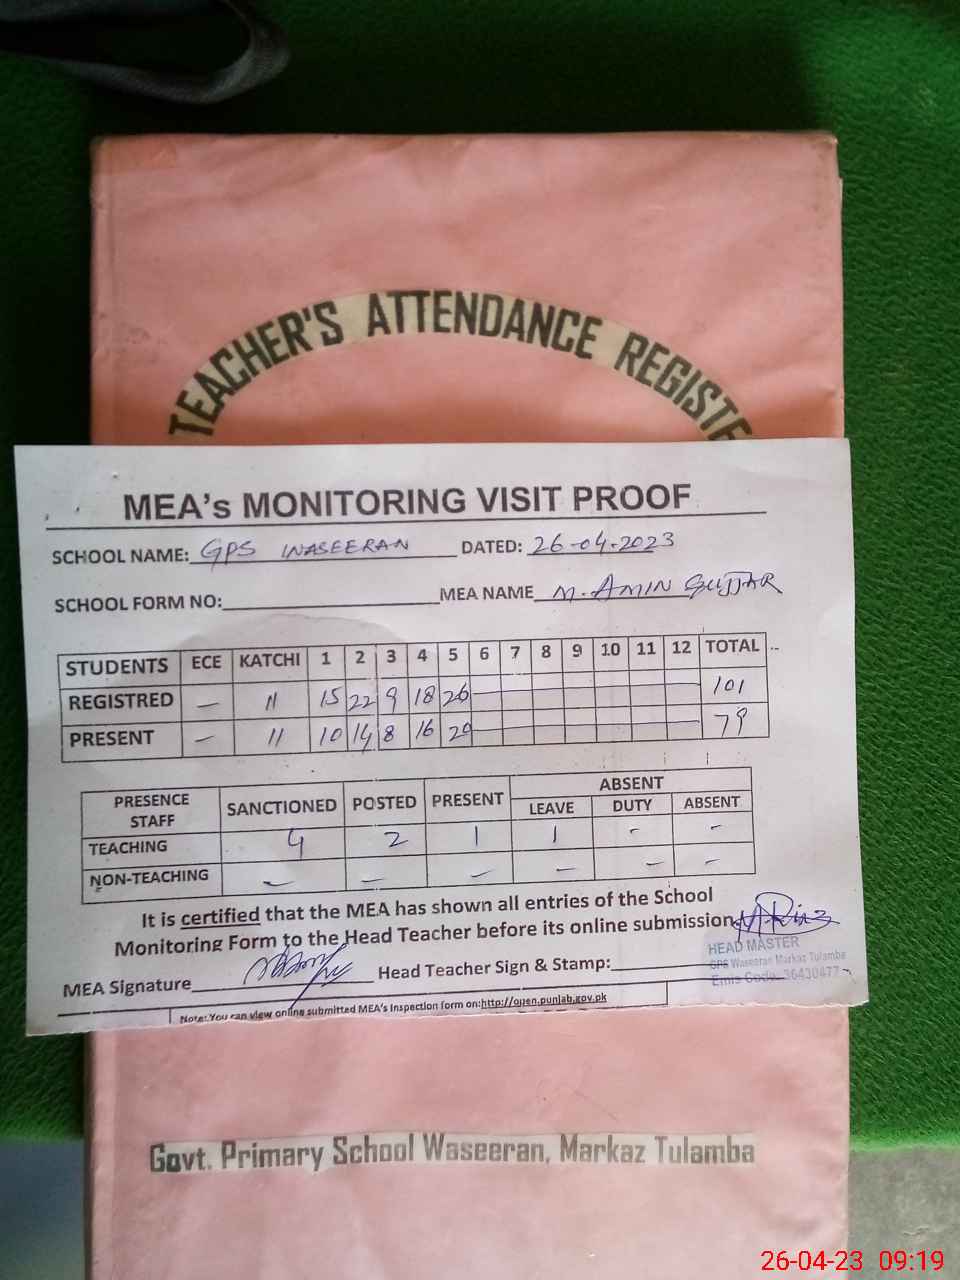 TEACHER'S ATTENDANCE REGISTE
MEA's MONITORING VISIT PROOF
SCHOOL NAME: GPS WASEERAN DATED: 26-04-2023
SCHOOL FORM NO: MEA NAME M. AMIN GUJJAR
STUDENTS ECE KATCHI 1 2 3 4 5 6 7 8 9 10 11 12 TOTAL
REGISTRED — 11 15 22 9 18 26 101
PRESENT — 11 10 14 8 16 20 79
PRESENCE STAFF SANCTIONED POSTED PRESENT ABSENT
LEAVE DUTY ABSENT
TEACHING 4 2 1 1 - -
NON-TEACHING — — — — — —
It is certified that the MEA has shown all entries of the School
Monitoring Form to the Head Teacher before its online submission.
MEA Signature Head Teacher Sign & Stamp:
HEAD MASTER
GPS Waseeran Markaz Tulamba
Emis Code: 36430477
Note: You can view online submitted MEA's Inspection form on:http://open.punjab.gov.pk
Govt. Primary School Waseeran, Markaz Tulamba
26-04-23 09:19